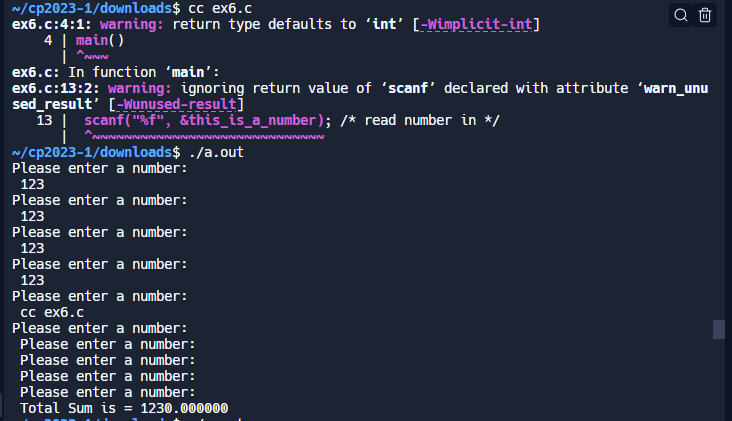 ~/cp2023-1/downloads$ cc ex6.c
ex6.c:4:1: warning: return type defaults to ‘int’ [-Wimplicit-int]
    4 | main()
      | ^~~~
ex6.c: In function ‘main’:
ex6.c:13:2: warning: ignoring return value of ‘scanf’ declared with attribute ‘warn_unu
sed_result’ [-Wunused-result]
   13 |  scanf("%f", &this_is_a_number); /* read number in */
      |  ^~~~~~~~~~~~~~~~~~~~~~~~~~~~~~
~/cp2023-1/downloads$ ./a.out
Please enter a number:
 123
Please enter a number:
 123
Please enter a number:
 123
Please enter a number:
 123
Please enter a number:
 cc ex6.c
Please enter a number:
 Please enter a number:
 Please enter a number:
 Please enter a number:
 Please enter a number:
 Total Sum is = 1230.000000